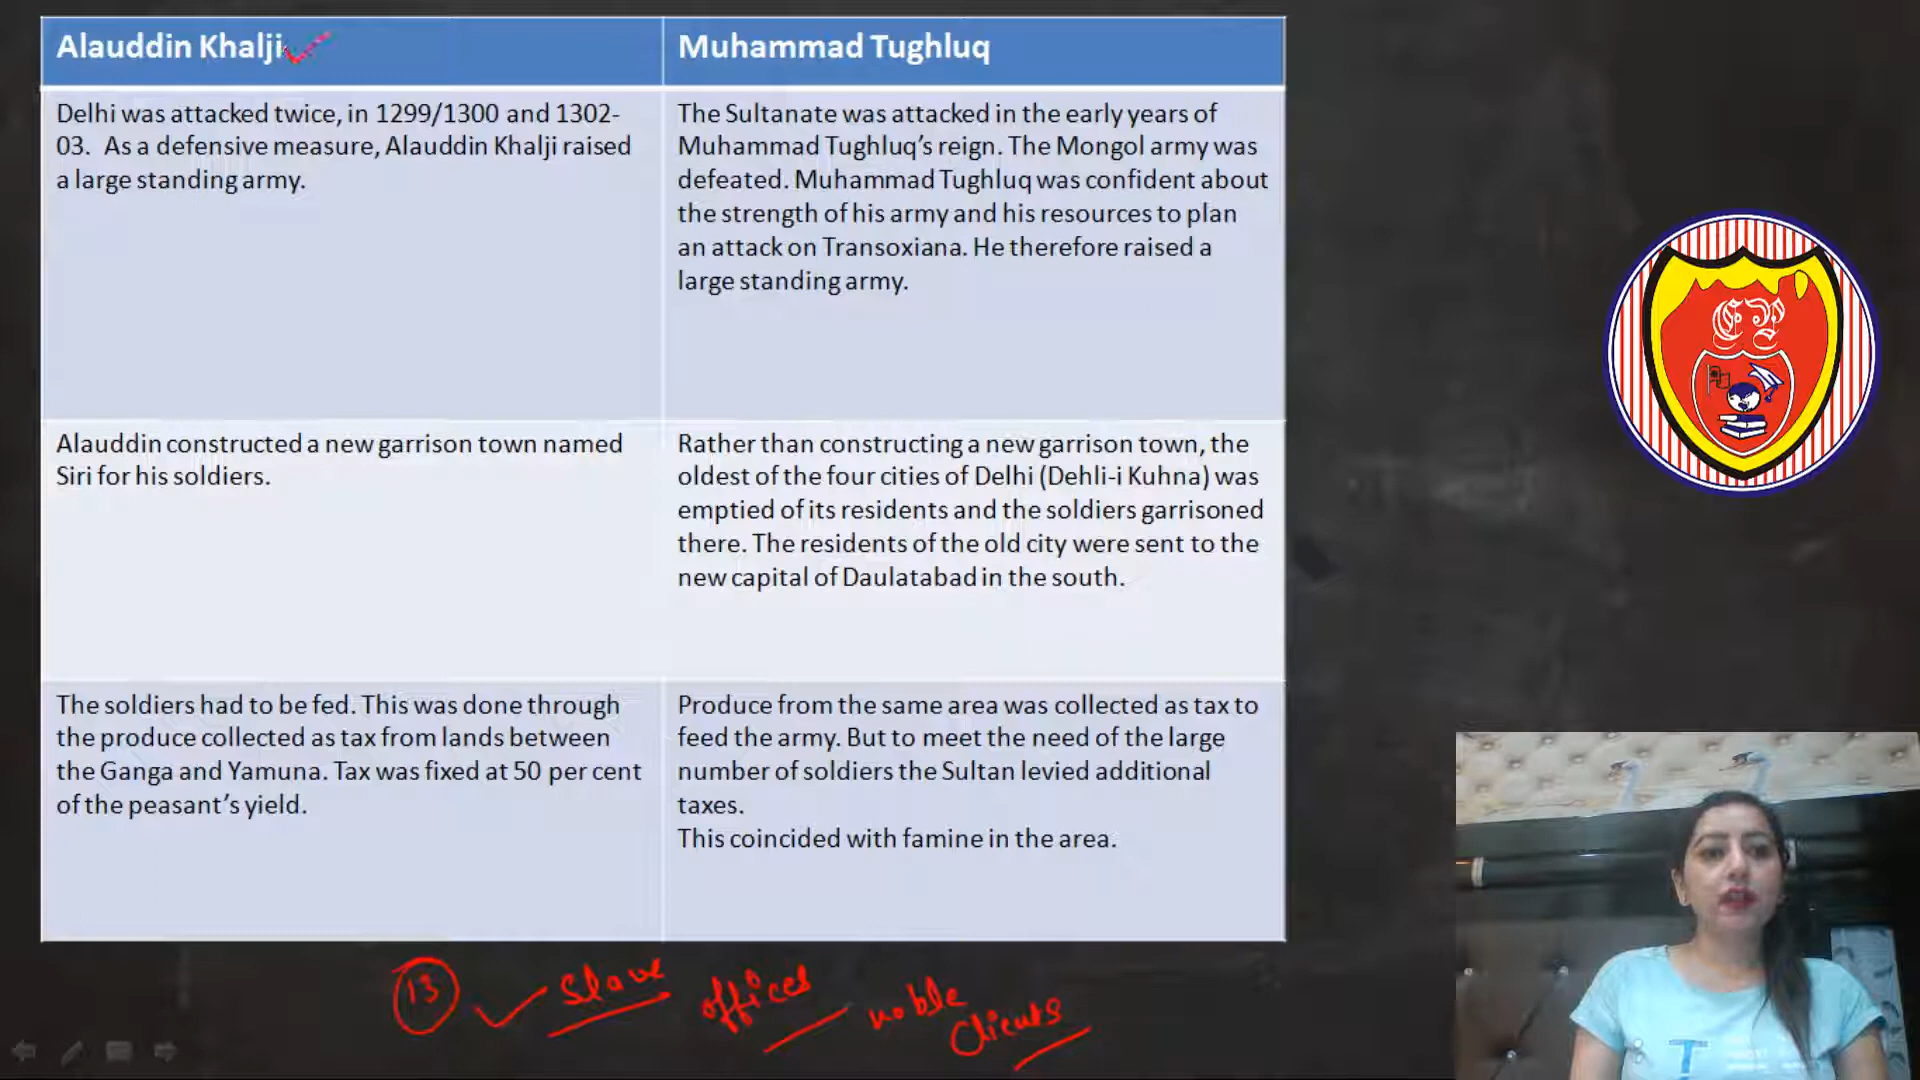 Alauddin Khalji
Muhammad Tughluq
Delhi was attacked twice, in 1299/1300 and 1302-
03. As a defensive measure, Alauddin Khalji raised
a large standing army.
The Sultanate was attacked in the early years of
Muhammad Tughluq's reign. The Mongol army was
defeated. Muhammad Tughluq was confident about
the strength of his army and his resources to plan
an attack on Transoxiana. He therefore raised a
large standing army.
Alauddin constructed a new garrison town named
Siri for his soldiers.
Rather than constructing a new garrison town, the
oldest of the four cities of Delhi (Dehli-i Kuhna) was
emptied of its residents and the soldiers garrisoned
there. The residents of the old city were sent to the
new capital of Daulatabad in the south.
The soldiers had to be fed. This was done through
the produce collected as tax from lands between
the Ganga and Yamuna. Tax was fixed at 50 per cent
of the peasant's yield.
Produce from the same area was collected as tax to
feed the army. But to meet the need of the large
number of soldiers the Sultan levied additional
taxes.
This coincided with famine in the area.
13 slave offices noble
clients
CP
T